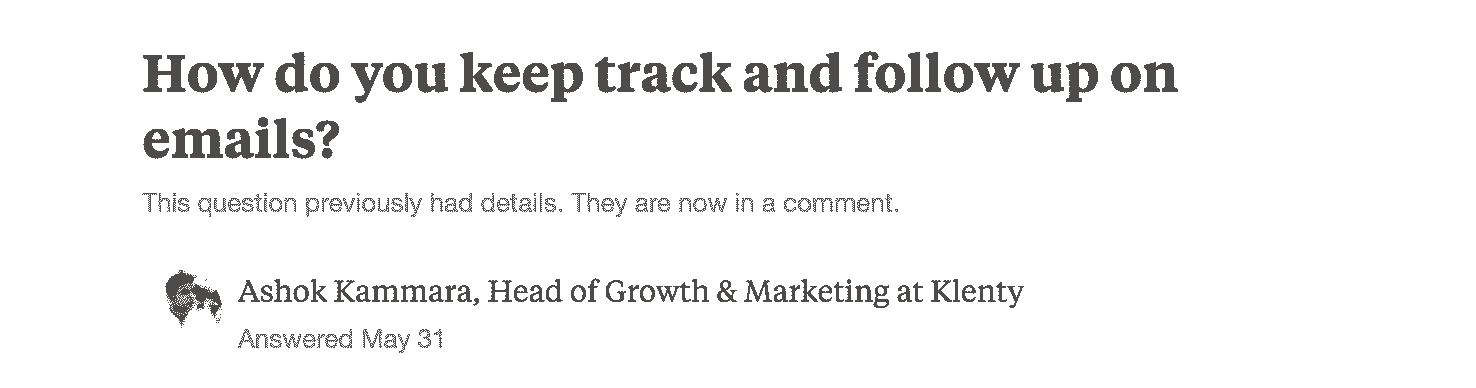 How do you keep track and follow up on
emails?
This question previously had details. They are now in a comment.
Ashok Kammara, Head of Growth & Marketing at Klenty
Answered May 31